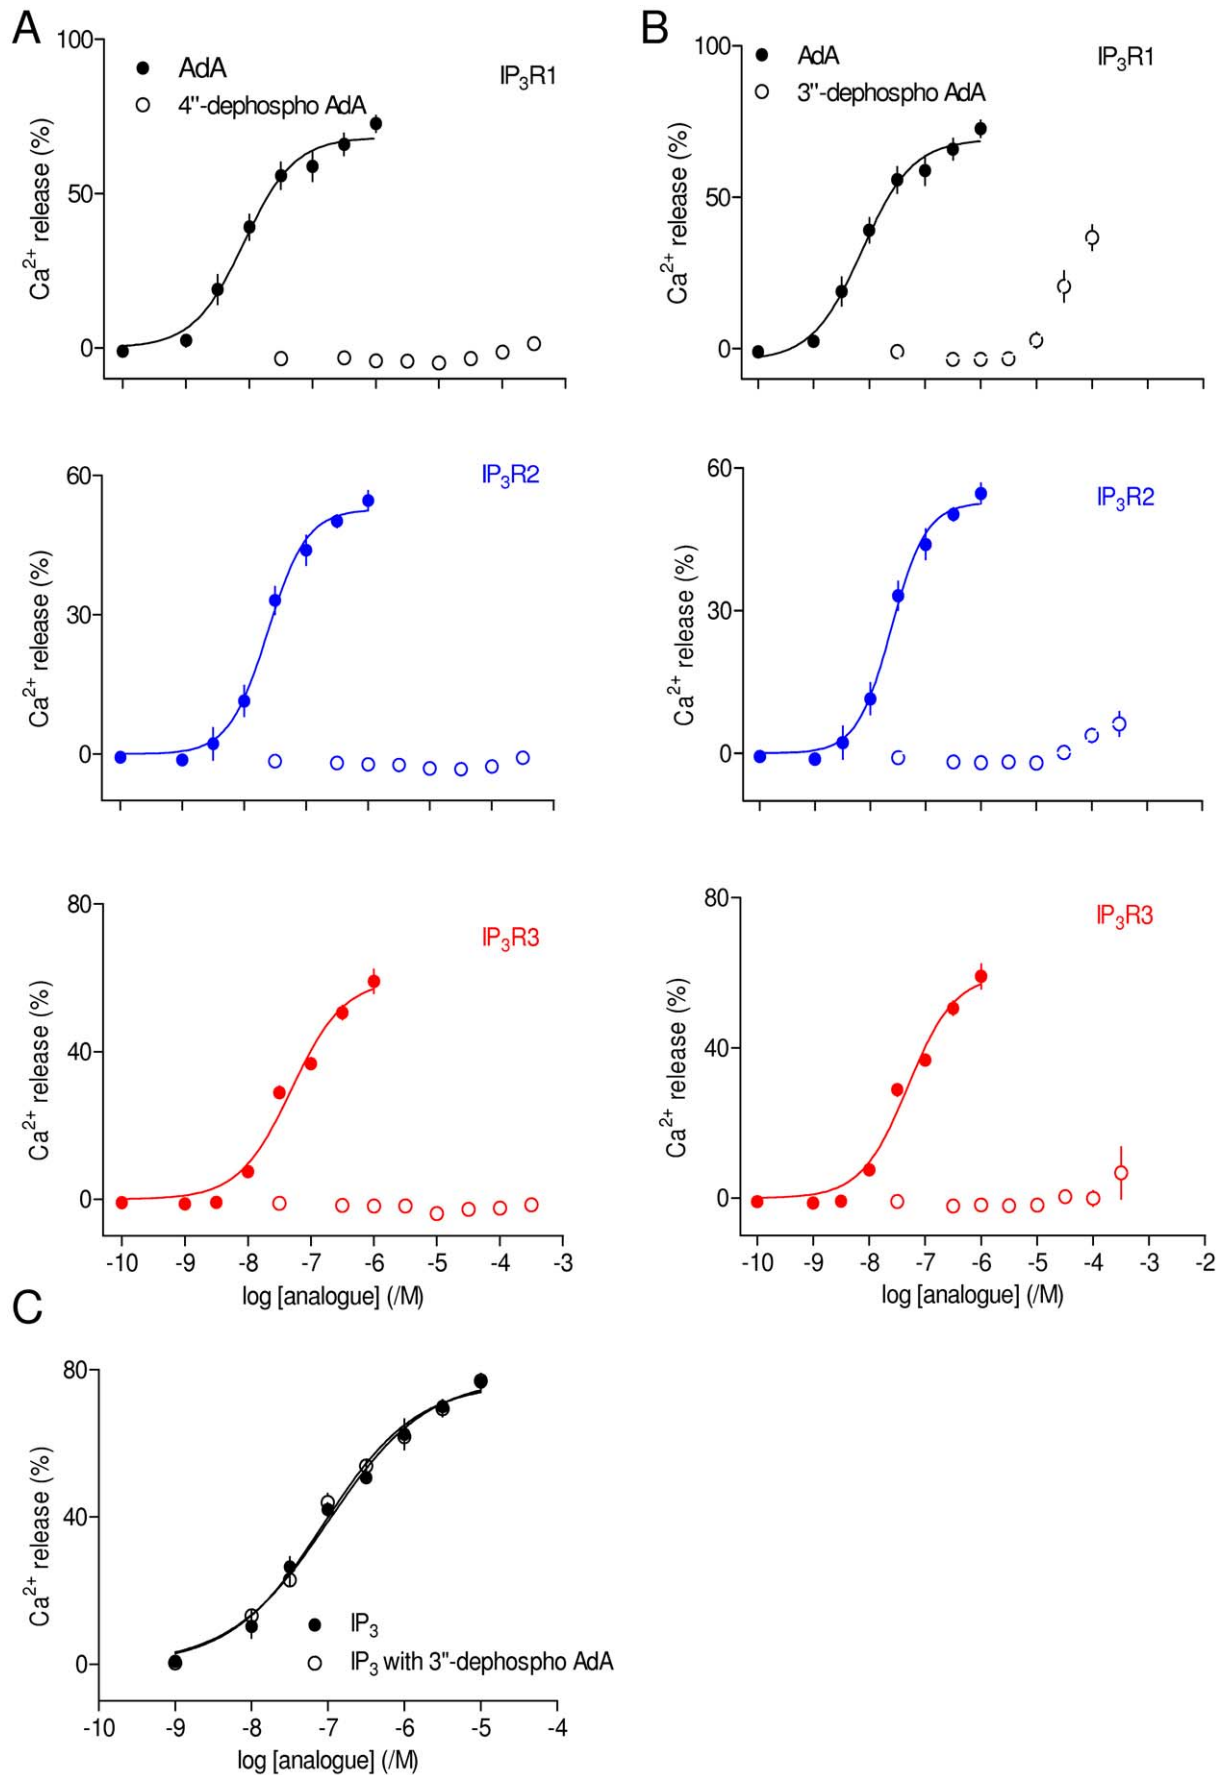 A
100
50
0
Ca2+ release (%)
AdA
4"-dephospho AdA
IP3R1
B
100
50
0
Ca2+ release (%)
AdA
3"-dephospho AdA
IP3R1
60
30
0
Ca2+ release (%)
IP3R2
60
30
0
Ca2+ release (%)
IP3R2
80
40
0
Ca2+ release (%)
IP3R3
-10 -9 -8 -7 -6 -5 -4 -3
log [analogue] (/M)
80
40
0
Ca2+ release (%)
IP3R3
-10 -9 -8 -7 -6 -5 -4 -3 -2
log [analogue] (/M)
C
80
40
0
Ca2+ release (%)
IP3
IP3 with 3"-dephospho AdA
-10 -9 -8 -7 -6 -5 -4
log [analogue] (/M)